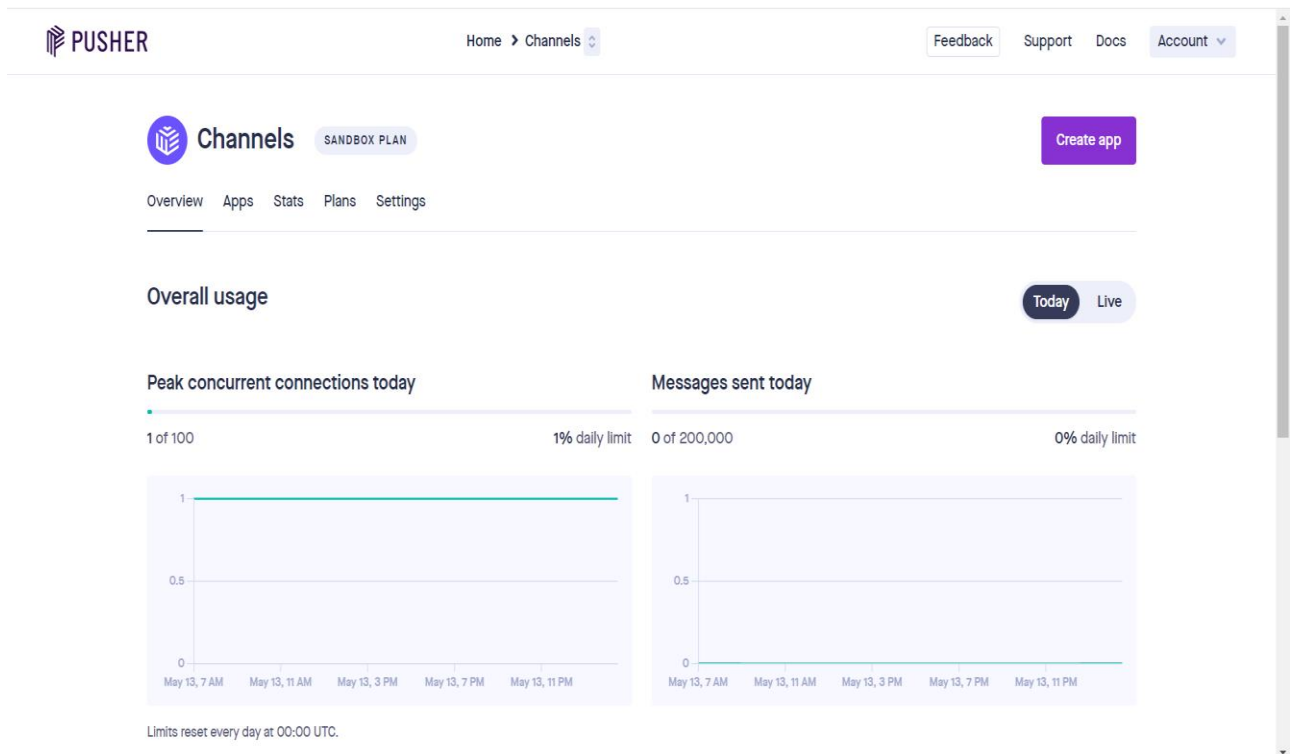 PUSHER
Home > Channels
Feedback Support Docs Account
Channels SANDBOX PLAN
Create app
Overview Apps Stats Plans Settings
Overall usage
Today Live
Peak concurrent connections today
1 of 100 1% daily limit
1
0.5
0
May 13, 7 AM May 13, 11 AM May 13, 3 PM May 13, 7 PM May 13, 11 PM
Messages sent today
0 of 200,000 0% daily limit
1
0.5
0
May 13, 7 AM May 13, 11 AM May 13, 3 PM May 13, 7 PM May 13, 11 PM
Limits reset every day at 00:00 UTC.